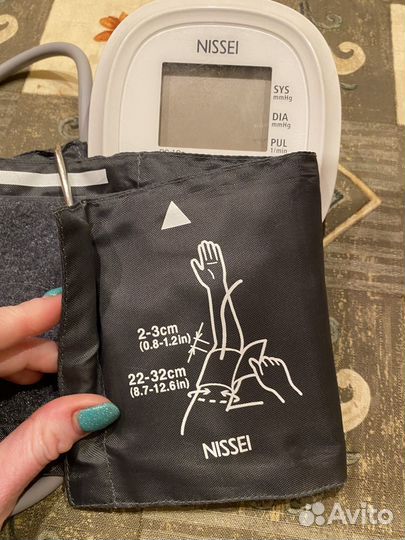 NISSEI
SYS
mmHg
DIA
mmHg
PUL
1/min
2-3cm
(0.8-1.2in)
22-32cm
(8.7-12.6in)
NISSEI
Avito